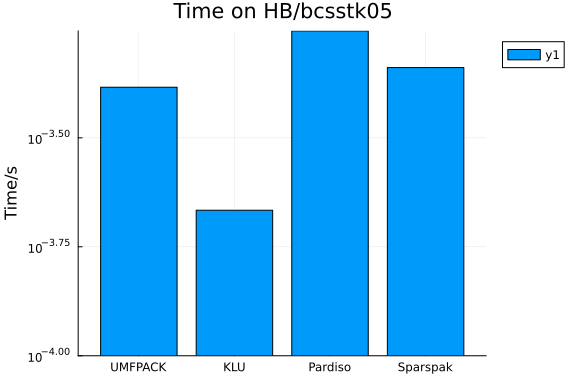 Time on HB/bcsstk05
y1
Time/s
10^−3.50
10^−3.75
10^−4.00
UMFPACK KLU Pardiso Sparspak